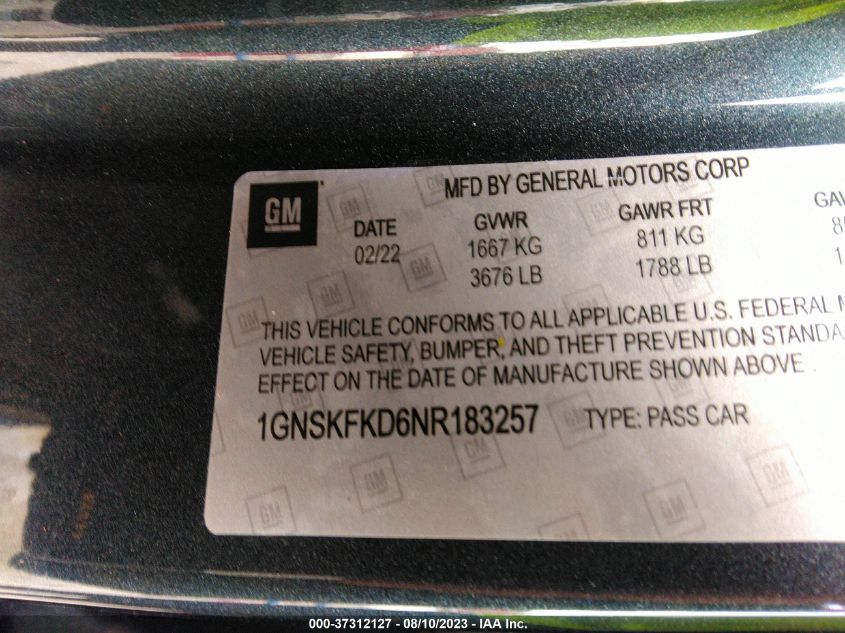 MFD BY GENERAL MOTORS CORP
GM
DATE GVWR GAWR FRT
02/22 1667 KG 811 KG
3676 LB 1788 LB
THIS VEHICLE CONFORMS TO ALL APPLICABLE U.S. FEDERAL
VEHICLE SAFETY, BUMPER, AND THEFT PREVENTION
EFFECT ON THE DATE OF MANUFACTURE SHOWN ABOVE.
1GNSKFKD6NR183257 TYPE: PASS CAR
000-37312127 - 08/10/2023 - IAA Inc.